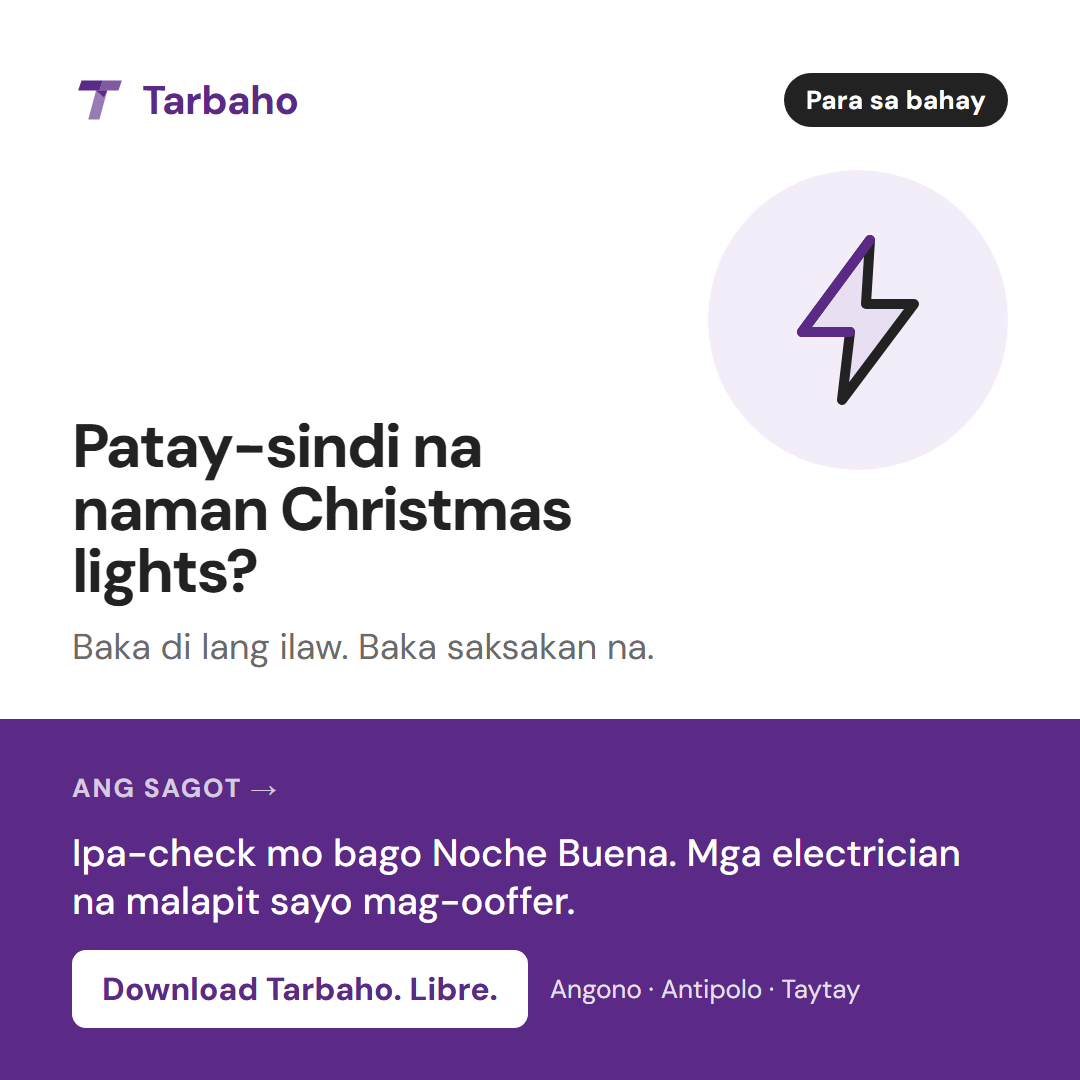 Tarbaho
Para sa bahay
Patay-sindi na
naman Christmas
lights?
Baka di lang ilaw. Baka saksakan na.
ANG SAGOT →
Ipa-check mo bago Noche Buena. Mga electrician
na malapit sayo mag-ooffer.
Download Tarbaho. Libre.
Angono · Antipolo · Taytay